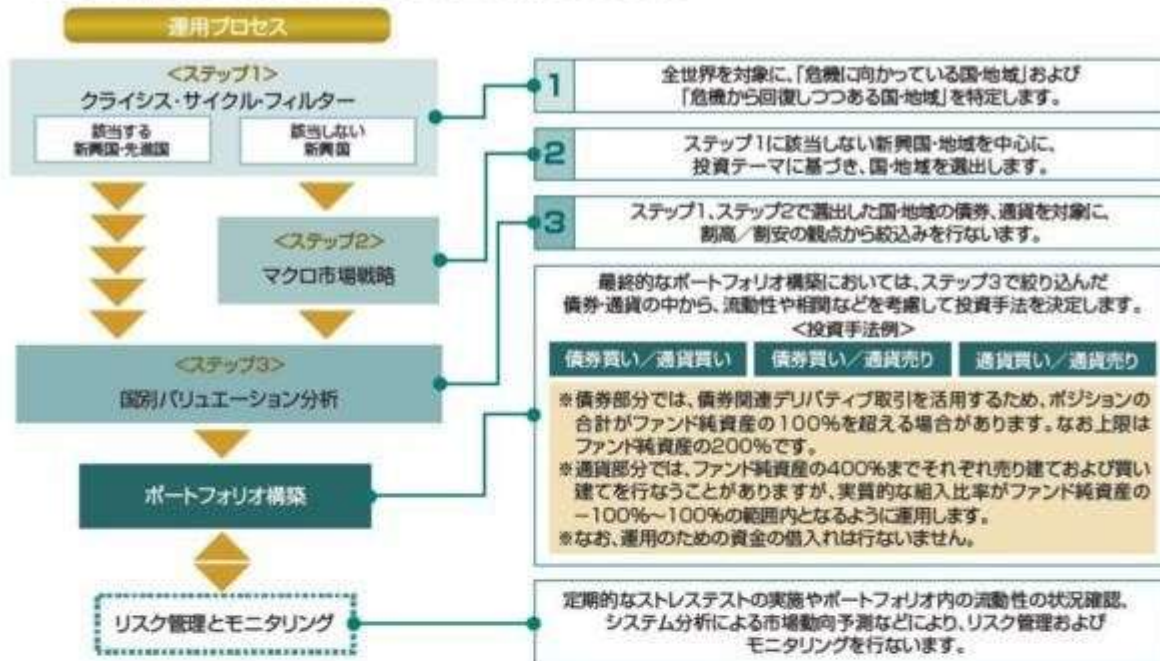 運用プロセス
<ステップ1>
クライシス・サイクル・フィルター
該当する
新興国・先進国
該当しない
新興国
<ステップ2>
マクロ市場戦略
<ステップ3>
国別バリュエーション分析
ポートフォリオ構築
リスク管理とモニタリング
1
全世界を対象に、「危機に向かっている国・地域」および
「危機から回復しつつある国・地域」を特定します。
2
ステップ1に該当しない新興国・地域を中心に、
投資テーマに基づき、国・地域を選出します。
3
ステップ1、ステップ2で選出した国・地域の債券、通貨を対象に、
割高/割安の観点から絞込みを行ないます。
最終的なポートフォリオ構築においては、ステップ3で絞り込んだ
債券・通貨の中から、流動性や相関などを考慮して投資手法を決定します。
<投資手法例>
債券買い/通貨買い
債券買い/通貨売り
通貨買い/通貨売り
※債券部分では、債券関連デリバティブ取引を活用するため、ポジションの
合計がファンド純資産の100%を超える場合があります。なお上限は
ファンド純資産の200%です。
※通貨部分では、ファンド純資産の400%までそれぞれ売り建ておよび買い
建てを行なうことがありますが、実質的な組入比率がファンド純資産の
-100%~100%の範囲内となるように運用します。
※なお、運用のための資金の借入れは行ないません。
定期的なストレステストの実施やポートフォリオ内の流動性の状況確認、
システム分析による市場動向予測などにより、リスク管理および
モニタリングを行ないます。